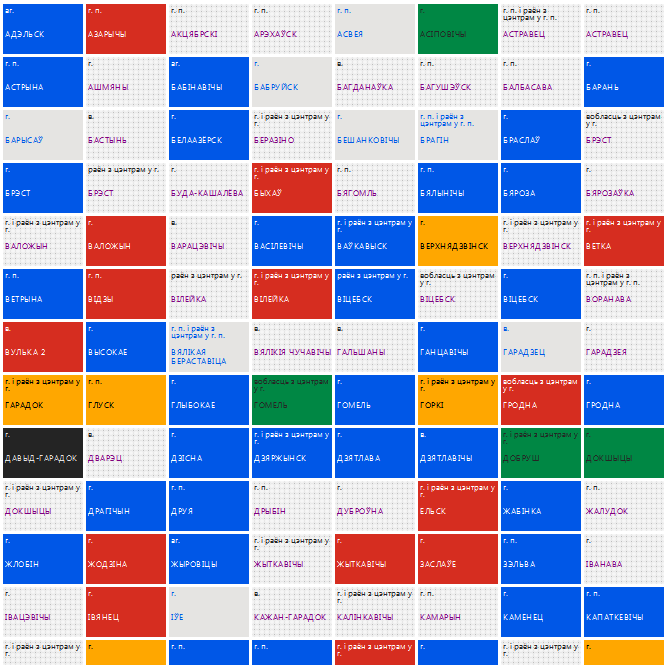 аг.
АДЭЛЬСК
г. п.
АЗАРЫЧЫ
г. п.
АКЦЯБРСКІ
г. п.
АРЭХАЎСК
г. п.
АСВЕЯ
г.
АСІПОВІЧЫ
г. п. і раён з
цэнтрам у г. п.
АСТРАВЕЦ
г. п.
АСТРАВЕЦ
г. п.
АСТРЫНА
г.
АШМЯНЫ
аг.
БАБІНАВІЧЫ
г.
БАБРУЙСК
в.
БАГДАНАЎКА
г. п.
БАГУШЭЎСК
г. п.
БАЛБАСАВА
г.
БАРАНЬ
г.
БАРЫСАЎ
в.
БАСТЫНЬ
г.
БЕЛААЗЁРСК
г. і раён з цэнтрам у
г.
БЕРАЗІНО
г.
БЕШАНКОВІЧЫ
г. п. і раён з
цэнтрам у г. п.
БРАГІН
г.
БРАСЛАЎ
вобласць з цэнтрам
у г.
БРЭСТ
г.
БРЭСТ
раён з цэнтрам у г.
БРЭСТ
г.
БУДА-КАШАЛЁВА
г. і раён з цэнтрам у
г.
БЫХАЎ
г. п.
БЯГОМЛЬ
г. п.
БЯЛЫНІЧЫ
г.
БЯРОЗА
г.
БЯРОЗАЎКА
г. і раён з цэнтрам у
г.
ВАЛОЖЫН
г.
ВАЛОЖЫН
в.
ВАРАЦЭВІЧЫ
г.
ВАСІЛЕВІЧЫ
г. і раён з цэнтрам у
г.
ВАЎКАВЫСК
г.
ВЕРХНЯДЗВІНСК
г. і раён з цэнтрам у
г.
ВЕРХНЯДЗВІНСК
г. і раён з цэнтрам у
г.
ВЕТКА
г. п.
ВЕТРЫНА
г. п.
ВІДЗЫ
раён з цэнтрам у г.
ВІЛЕЙКА
г. і раён з цэнтрам у
г.
ВІЛЕЙКА
раён з цэнтрам у г.
ВІЦЕБСК
вобласць з цэнтрам
у г.
ВІЦЕБСК
г.
ВІЦЕБСК
г. п. і раён з
цэнтрам у г. п.
ВОРАНАВА
в.
ВУЛЬКА 2
г.
ВЫСОКАЕ
г. п. і раён з
цэнтрам у г. п.
ВЯЛІКАЯ
БЕРАСТАВІЦА
в.
ВЯЛІКІЯ ЧУЧАВІЧЫ
в.
ГАЛЬШАНЫ
г.
ГАНЦАВІЧЫ
в.
ГАРАДЗЕЦ
г.
ГАРАДЗЕЯ
г. і раён з цэнтрам у
г.
ГАРАДОК
г. п.
ГЛУСК
г.
ГЛЫБОКАЕ
вобласць з цэнтрам
у г.
ГОМЕЛЬ
г.
ГОМЕЛЬ
г. і раён з цэнтрам у
г.
ГОРКІ
вобласць з цэнтрам
у г.
ГРОДНА
г.
ГРОДНА
г.
ДАВЫД-ГАРАДОК
в.
ДВАРЭЦ
г.
ДЗІСНА
г. і раён з цэнтрам у
г.
ДЗЯРЖЫНСК
г.
ДЗЯТЛАВА
в.
ДЗЯТЛАВІЧЫ
г. і раён з цэнтрам у
г.
ДОБРУШ
г.
ДОКШЫЦЫ
г. і раён з цэнтрам у
г.
ДОКШЫЦЫ
г.
ДРАГІЧЫН
г. п.
ДРУЯ
г. п.
ДРЫБІН
г.
ДУБРОЎНА
г. і раён з цэнтрам у
г.
ЕЛЬСК
г.
ЖАБІНКА
г. п.
ЖАЛУДОК
г.
ЖЛОБІН
г.
ЖОДЗІНА
аг.
ЖЫРОВІЦЫ
г. і раён з цэнтрам у
г.
ЖЫТКАВІЧЫ
г.
ЖЫТКАВІЧЫ
г.
ЗАСЛАЎЕ
г. п.
ЗЭЛЬВА
г.
ІВАНАВА
г.
ІВАЦЭВІЧЫ
г.
ІВЯНЕЦ
г.
ІЎЕ
в.
КАЖАН-ГАРАДОК
г. і раён з цэнтрам у
г.
КАЛІНКАВІЧЫ
г. п.
КАМАРЫН
г.
КАМЕНЕЦ
г. п.
КАПАТКЕВІЧЫ
г. і раён з цэнтрам у
г.
г.
г. п.
г. п.
г. і раён з цэнтрам у
г.
г.
г. і раён з цэнтрам у
г.
г.